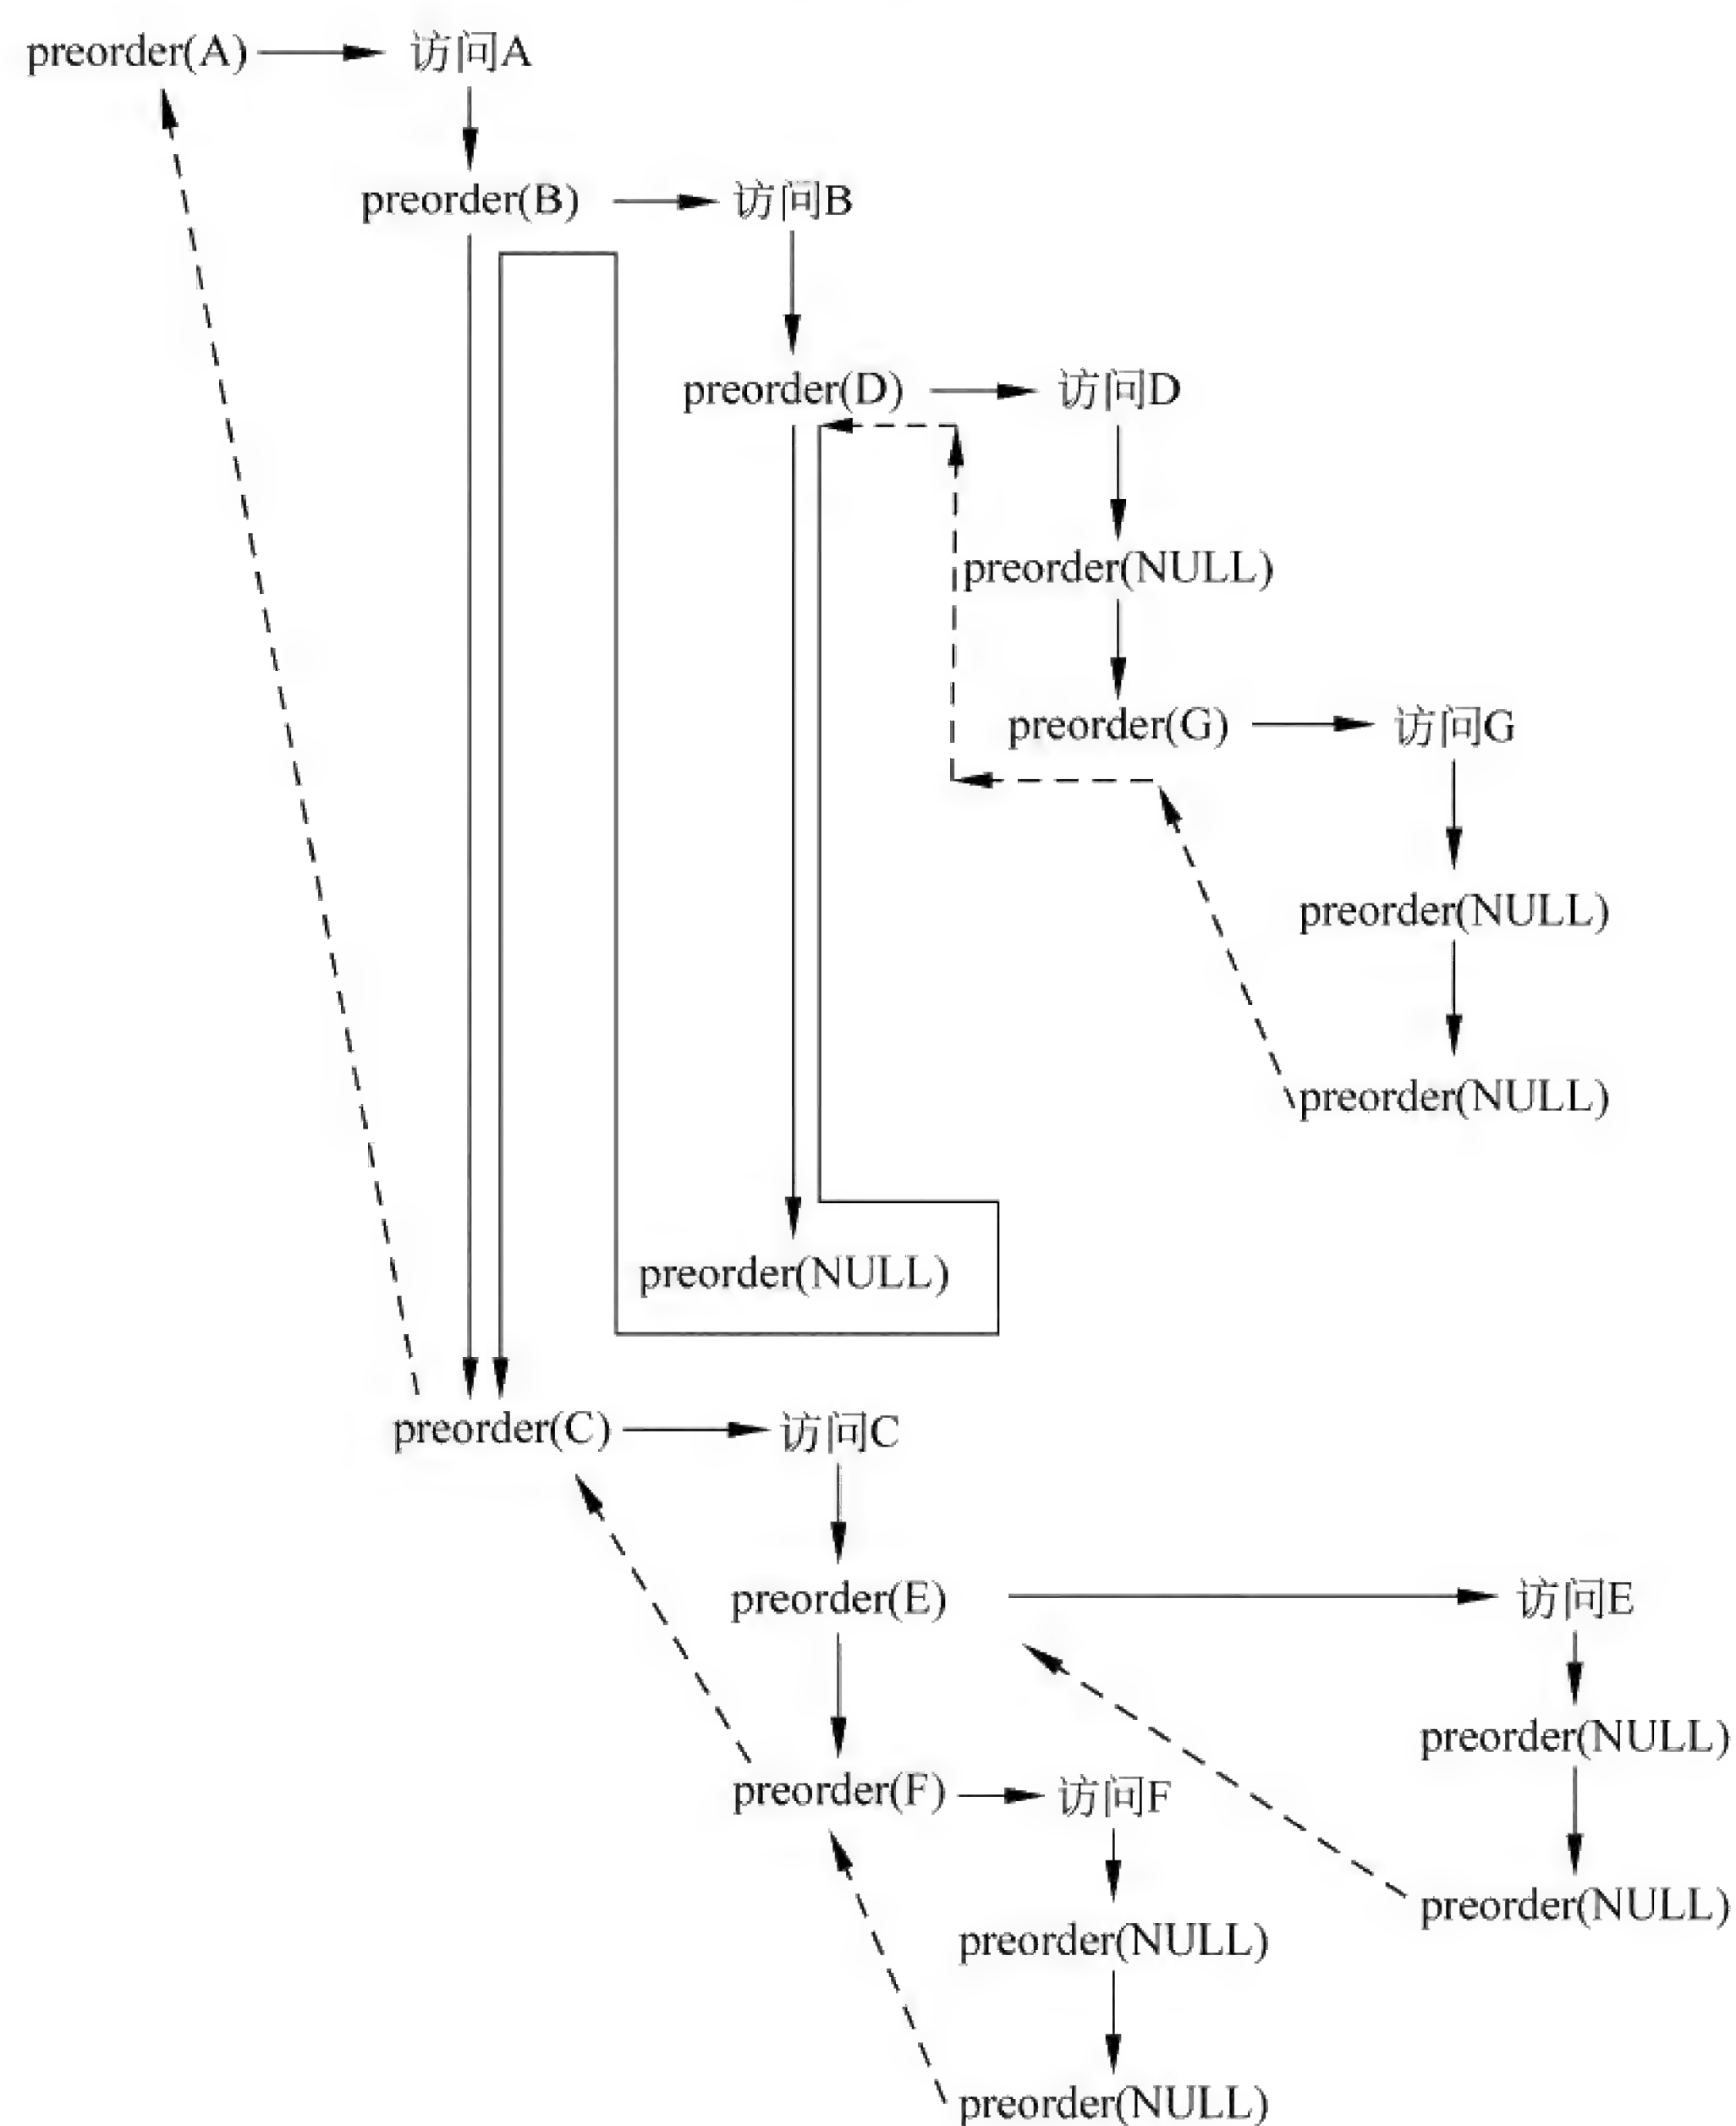 preorder(A) 访问A
preorder(B) 访问B
preorder(D) 访问D
preorder(NULL)
preorder(G) 访问G
preorder(NULL)
preorder(NULL)
preorder(NULL)
preorder(C) 访问C
preorder(E) 访问E
preorder(NULL)
preorder(F) 访问F
preorder(NULL)
preorder(NULL)
preorder(NULL)